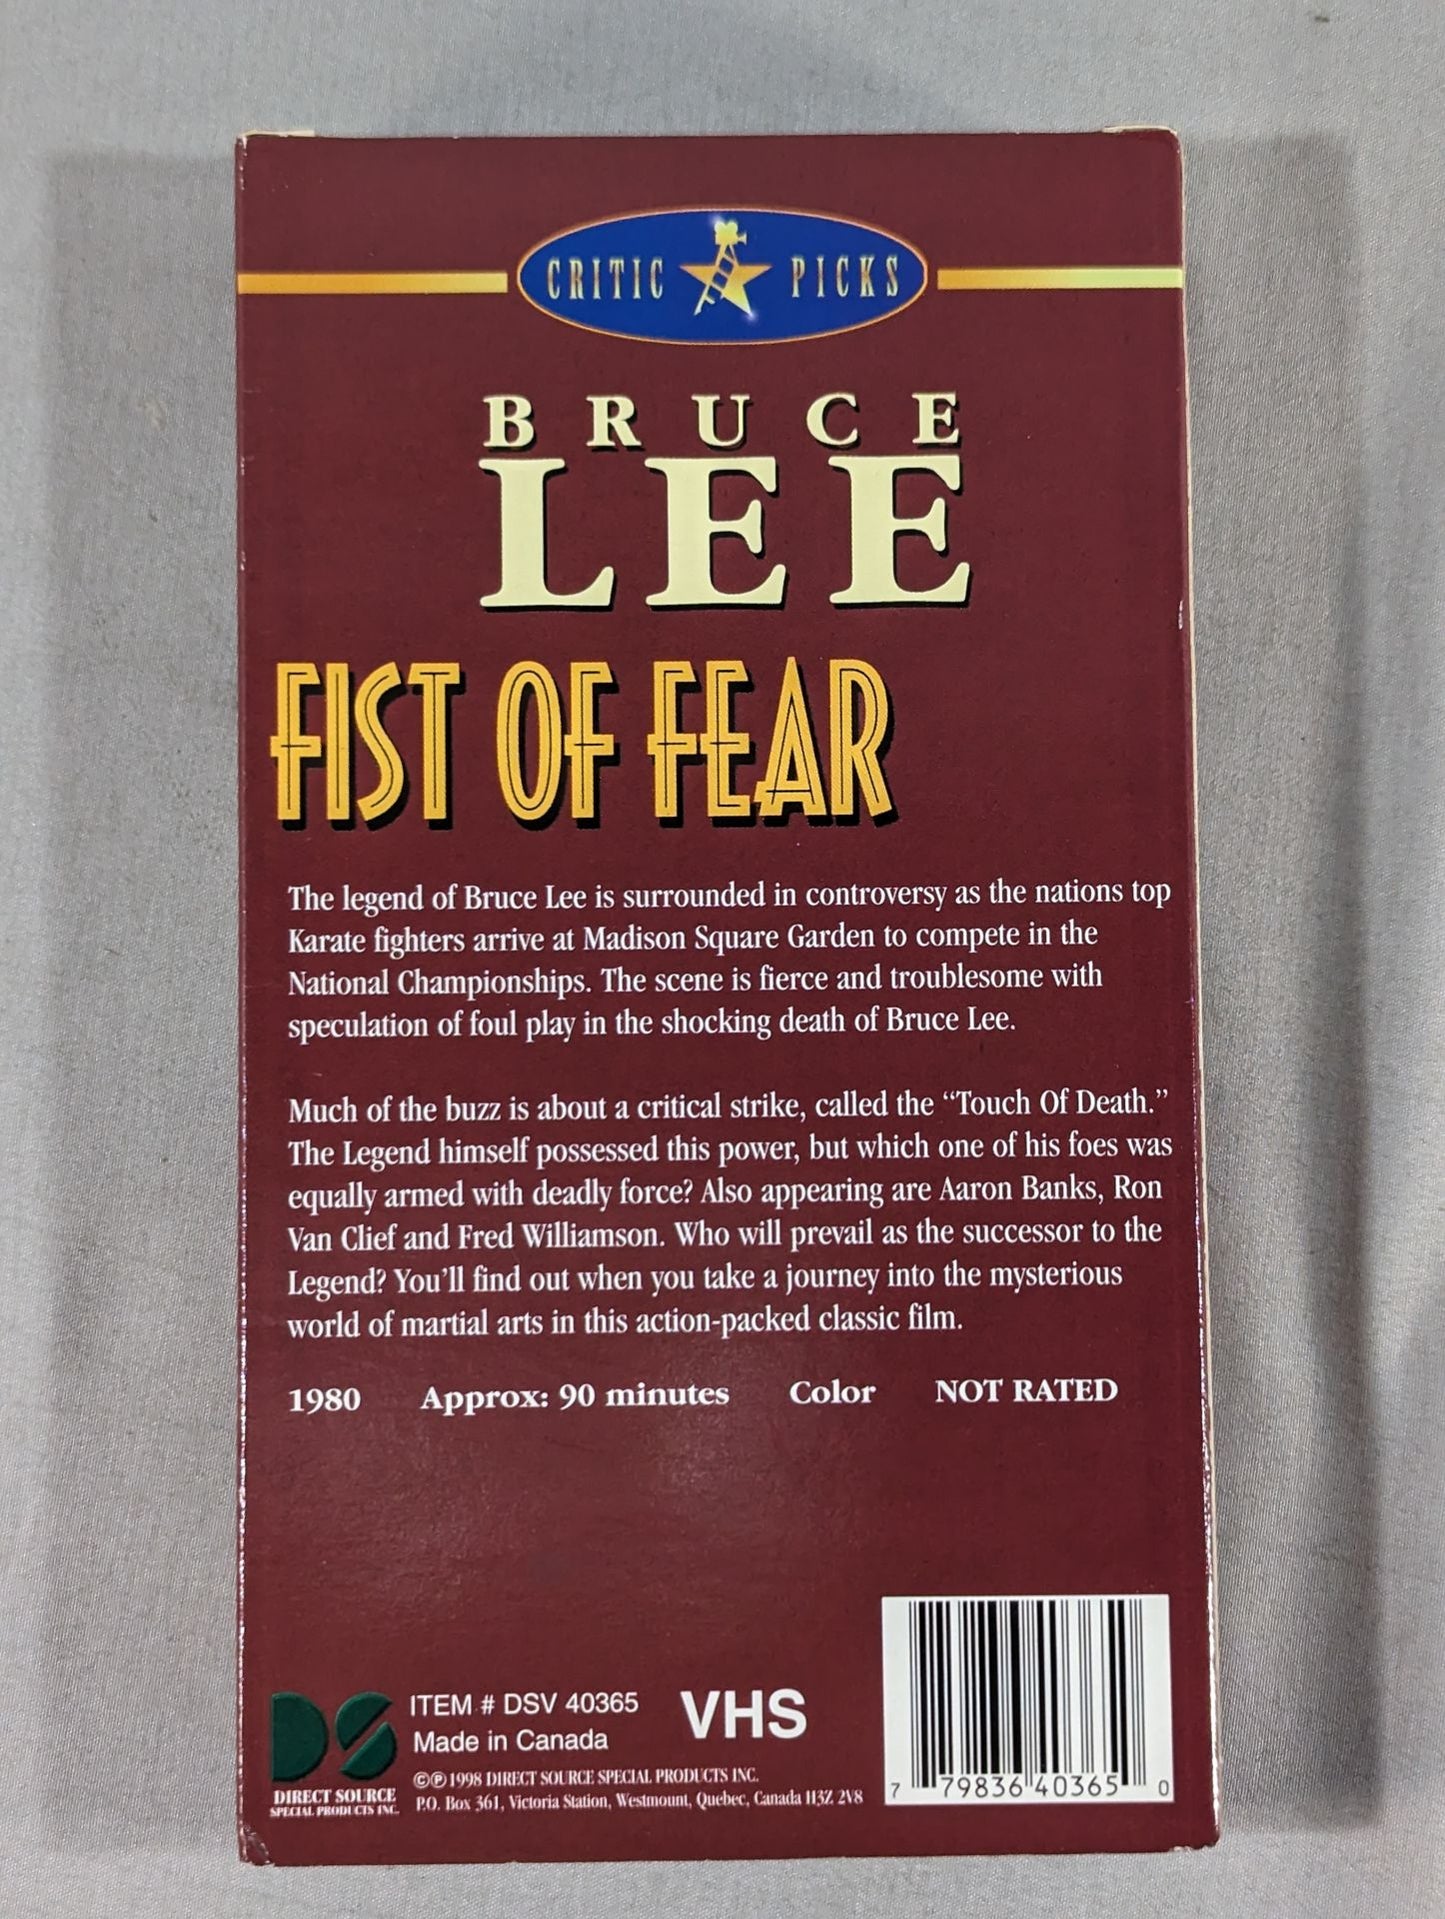 CRITIC PICKS
BRUCE
LEE
FIST OF FEAR
The legend of Bruce Lee is surrounded in controversy as the nations top
Karate fighters arrive at Madison Square Garden to compete in the
National Championships. The scene is fierce and troublesome with
speculation of foul play in the shocking death of Bruce Lee.
Much of the buzz is about a critical strike, called the “Touch Of Death.”
The Legend himself possessed this power, but which one of his foes was
equally armed with deadly force? Also appearing are Aaron Banks, Ron
Van Clief and Fred Williamson. Who will prevail as the successor to the
Legend? You’ll find out when you take a journey into the mysterious
world of martial arts in this action-packed classic film.
1980 Approx: 90 minutes Color NOT RATED
DS
DIRECT SOURCE
SPECIAL PRODUCTS INC.
ITEM # DSV 40365
Made in Canada
VHS
©℗1998 DIRECT SOURCE SPECIAL PRODUCTS INC.
P.O. Box 361, Victoria Station, Westmount, Quebec, Canada H3Z 2V8
7 79836 40365 0